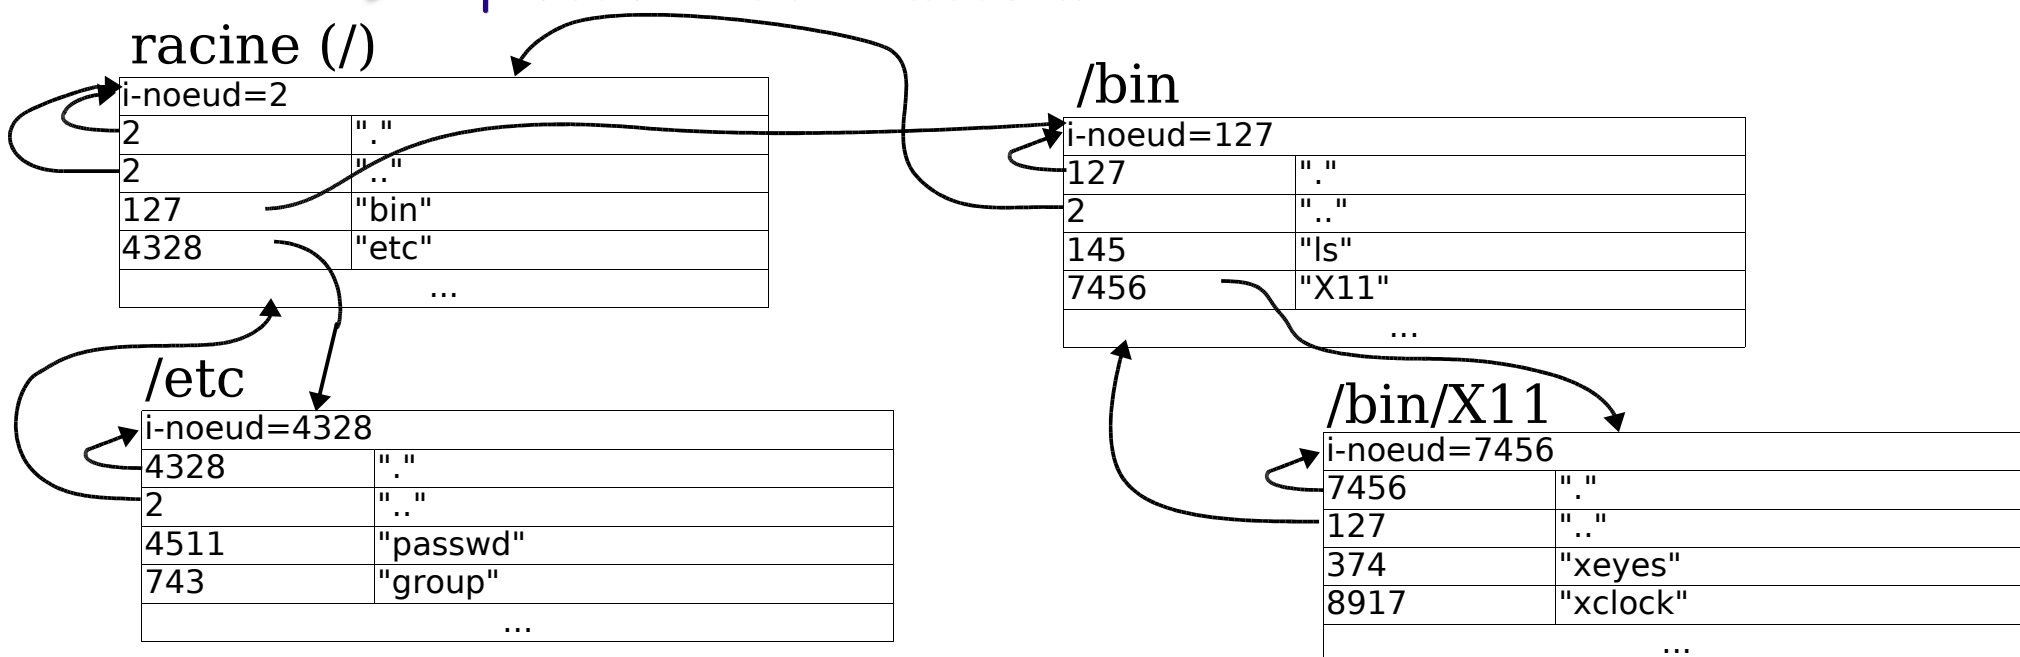 racine (/)
i-noeud=2
2 "."
2 ".."
127 "bin"
4328 "etc"
...
/bin
i-noeud=127
127 "."
2 ".."
145 "ls"
7456 "X11"
...
/etc
i-noeud=4328
4328 "."
2 ".."
4511 "passwd"
743 "group"
...
/bin/X11
i-noeud=7456
7456 "."
127 ".."
374 "xeyes"
8917 "xclock"
...